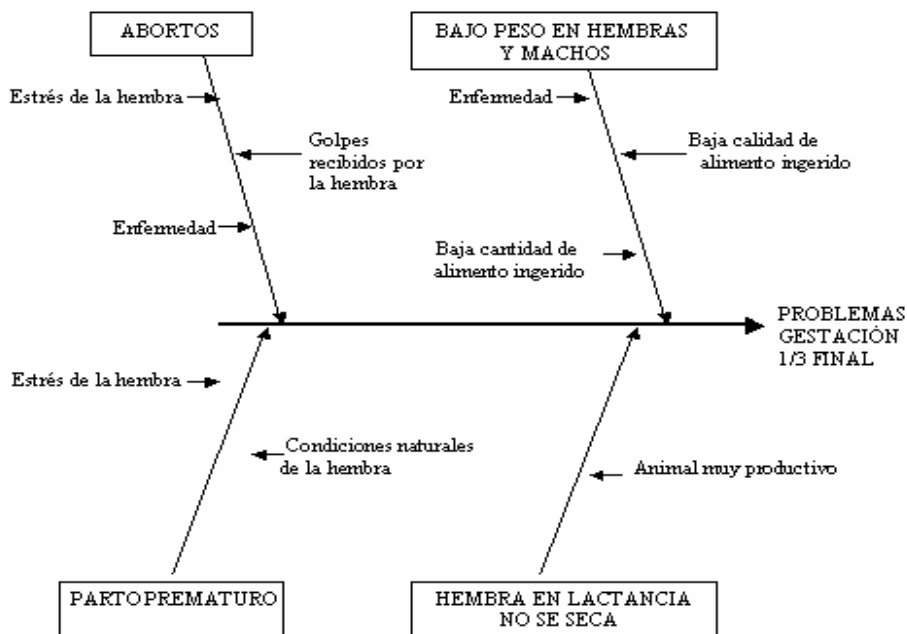 ABORTOS
BAJO PESO EN HEMBRAS
Y MACHOS
Estrés de la hembra
Enfermedad
Golpes
recibidos por
la hembra
Baja calidad de
alimento ingerido
Enfermedad
Baja cantidad de
alimento ingerido
PROBLEMAS
GESTACIÓN
1/3 FINAL
Estrés de la hembra
Condiciones naturales
de la hembra
Animal muy productivo
PARTOPREMATURO
HEMBRA EN LACTANCIA
NO SE SECA